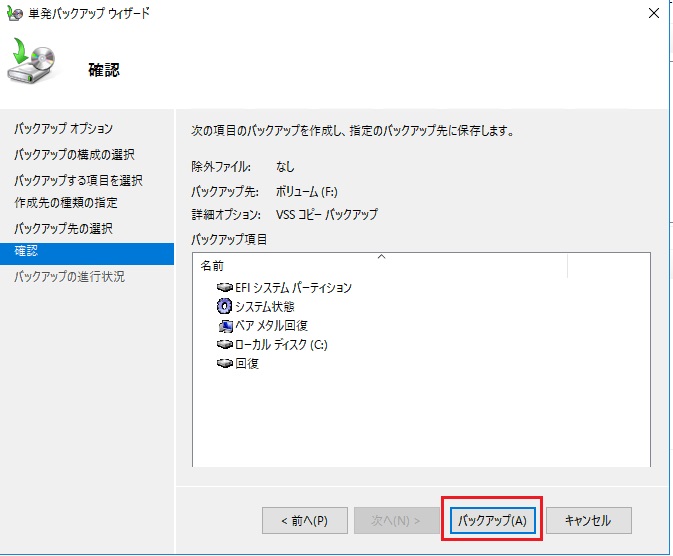 単発バックアップ ウィザード
確認
バックアップ オプション
バックアップの構成の選択
バックアップする項目を選択
作成先の種類の指定
バックアップ先の選択
確認
バックアップの進行状況
次の項目のバックアップを作成し、指定のバックアップ先に保存します。
除外ファイル: なし
バックアップ先: ボリューム (F:)
詳細オプション: VSS コピー バックアップ
バックアップ項目
名前
EFI システム パーティション
システム状態
ベア メタル回復
ローカル ディスク (C:)
回復
< 前へ(P)
次へ(N) >
バックアップ(A)
キャンセル